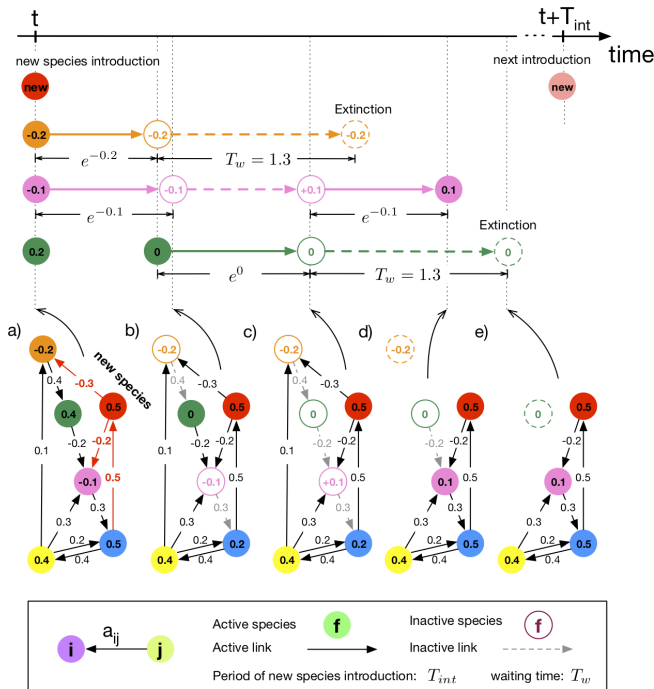 t
t+T_int
time
new species introduction
next introduction
new
new
Extinction
-0.2
-0.2
-0.2
e^{-0.2}
T_w = 1.3
-0.1
-0.1
+0.1
0.1
e^{-0.1}
e^{-0.1}
Extinction
0.2
0
0
0
e^0
T_w = 1.3
a)
b)
c)
d)
e)
new species
-0.2
0.4
-0.3
0.4
0.5
0.1
-0.2
-0.2
-0.1
0.5
0.3
0.3
0.2
0.4
0.4
0.5
-0.2
0.4
-0.3
0
0.5
0.1
-0.2
-0.2
-0.1
0.5
0.3
0.3
0.2
0.4
0.4
0.2
-0.2
0.4
-0.3
0
0.5
0.1
-0.2
-0.2
+0.1
0.5
0.3
0.3
0.2
0.4
0.4
0.2
-0.2
0
0.5
-0.2
-0.2
0.1
0.5
0.3
0.3
0.2
0.4
0.4
0.5
0
0.5
-0.2
0.1
0.5
0.3
0.3
0.2
0.4
0.4
0.5
i
a_ij
j
Active species
f
Inactive species
f
Active link
Inactive link
Period of new species introduction: T_int
waiting time: T_w